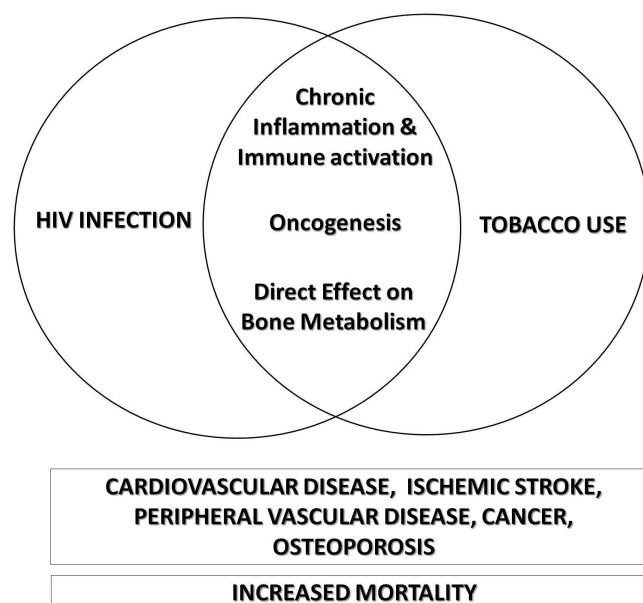 Chronic
Inflammation &
Immune activation
HIV INFECTION
Oncogenesis
TOBACCO USE
Direct Effect on
Bone Metabolism
CARDIOVASCULAR DISEASE, ISCHEMIC STROKE,
PERIPHERAL VASCULAR DISEASE, CANCER,
OSTEOPOROSIS
INCREASED MORTALITY